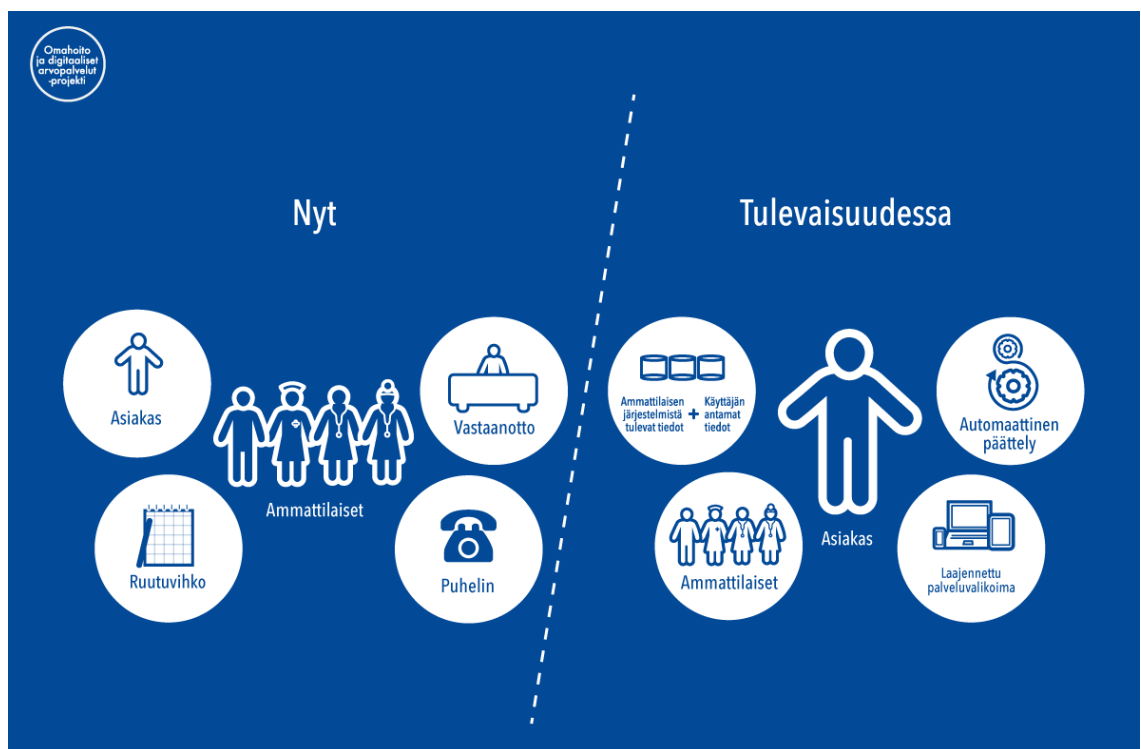 Omahoito
ja digitaaliset
arvopalvelut
-projekti
Nyt
Tulevaisuudessa
Asiakas
Vastaanotto
Ammattilaiset
Ruutuvihko
Puhelin
Ammattilaisen
järjestelmistä
tulevat tiedot
+
Käyttäjän
antamat
tiedot
Automaattinen
päättely
Asiakas
Ammattilaiset
Laajennettu
palveluvalikoima